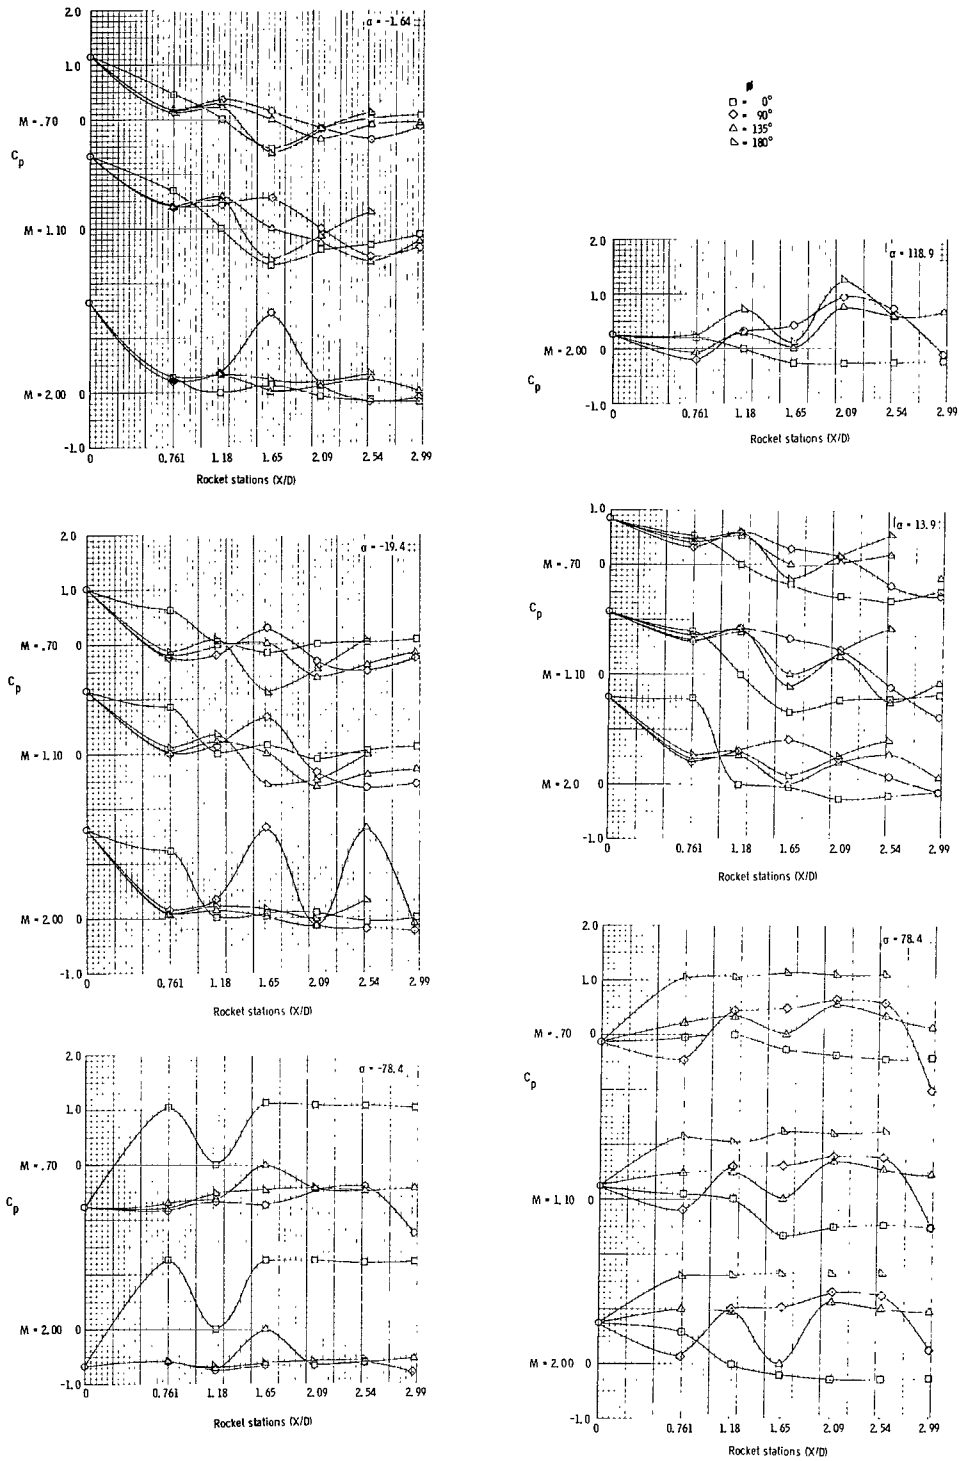 2.0
α = -1.64
1.0
M = .70
0
Cp
M = 1.10
0
M = 2.00
0
-1.0
0 0.761 1.18 1.65 2.09 2.54 2.99
Rocket stations (X/D)
ø
□ = 0°
◇ = 90°
△ = 135°
◺ = 180°
2.0
α = 118.9
1.0
M = 2.00
0
Cp
-1.0
0 0.761 1.18 1.65 2.09 2.54 2.99
Rocket stations (X/D)
2.0
α = -19.4
1.0
M = .70
0
Cp
M = 1.10
0
M = 2.00
0
-1.0
0 0.761 1.18 1.65 2.09 2.54 2.99
Rocket stations (X/D)
1.0
α = 13.9
M = .70
0
Cp
M = 1.10
0
M = 2.0
0
-1.0
0 0.761 1.18 1.65 2.09 2.54 2.99
Rocket stations (X/D)
2.0
α = -78.4
1.0
M = .70
0
Cp
M = 2.00
0
-1.0
0 0.761 1.18 1.65 2.09 2.54 2.99
Rocket stations (X/D)
2.0
α = 78.4
1.0
M = .70
0
Cp
M = 1.10
0
M = 2.00
0
-1.0
0 0.761 1.18 1.65 2.09 2.54 2.99
Rocket stations (X/D)